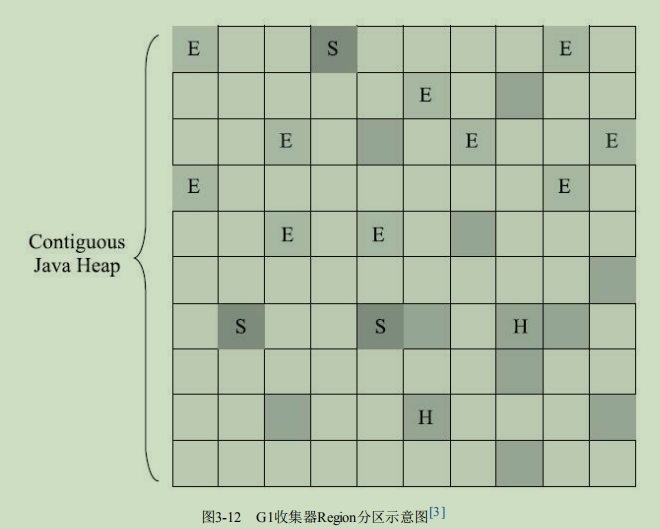 E S E
E
E E E
E E
Contiguous
Java Heap
E E
S S H
H
图3-12 G1收集器Region分区示意图[3]